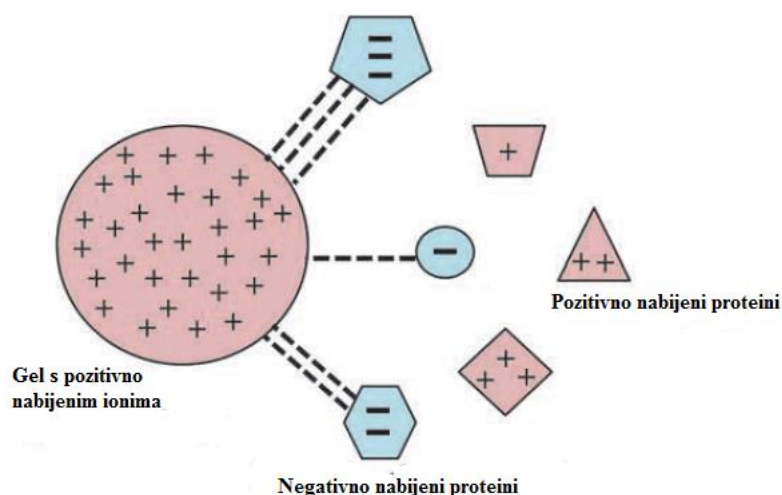 Pozitivno nabijeni proteini
Gel s pozitivno
nabijenim ionima
Negativno nabijeni proteini